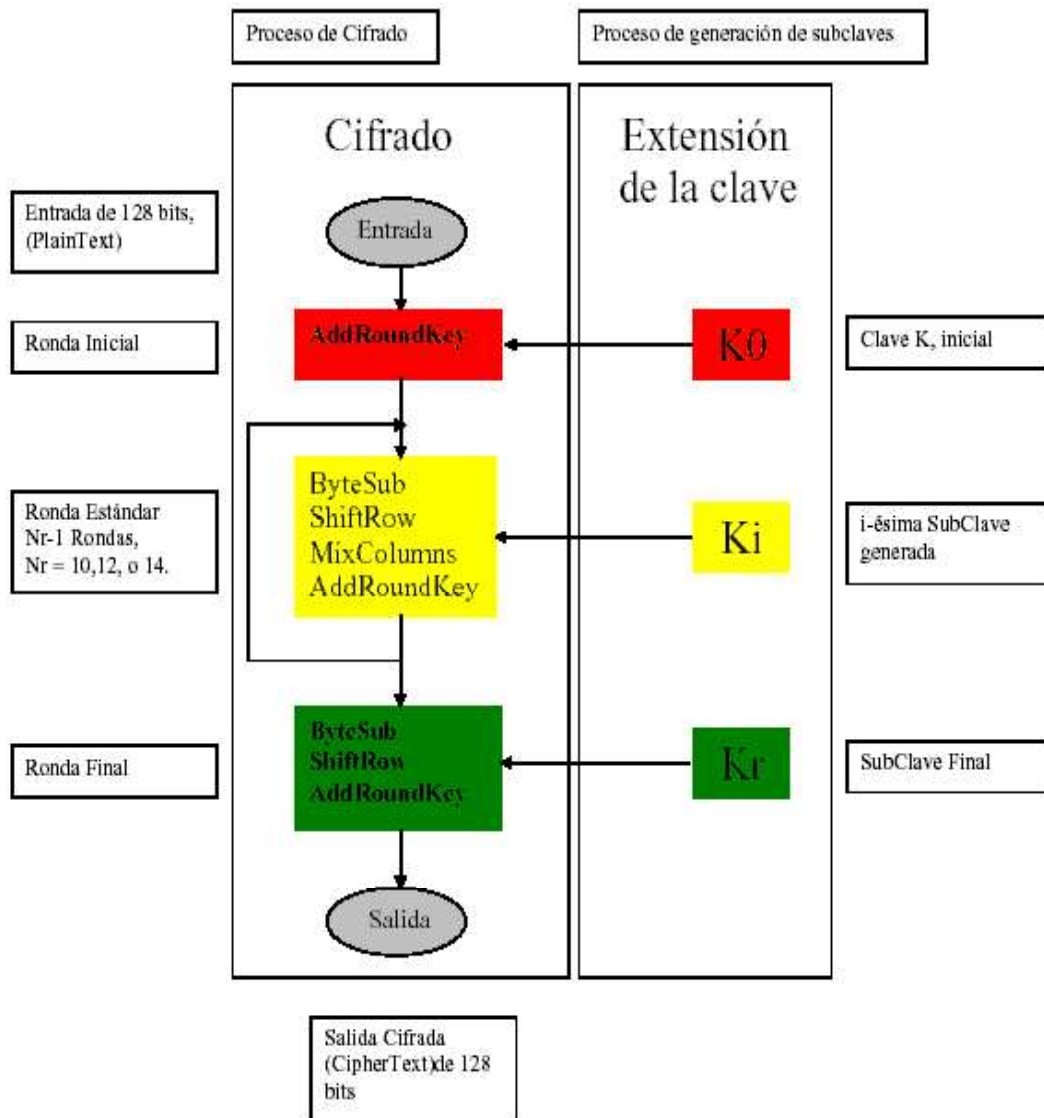 Proceso de Cifrado
Proceso de generación de subclaves
Cifrado
Extensión
de la clave
Entrada de 128 bits,
(PlainText)
Entrada
Ronda Inicial
AddRoundKey
K0
Clave K, inicial
Ronda Estándar
Nr-1 Rondas,
Nr = 10,12, o 14.
ByteSub
ShiftRow
MixColumns
AddRoundKey
Ki
i-ésima SubClave
generada
Ronda Final
ByteSub
ShiftRow
AddRoundKey
Kr
SubClave Final
Salida
Salida Cifrada
(CipherText)de 128
bits